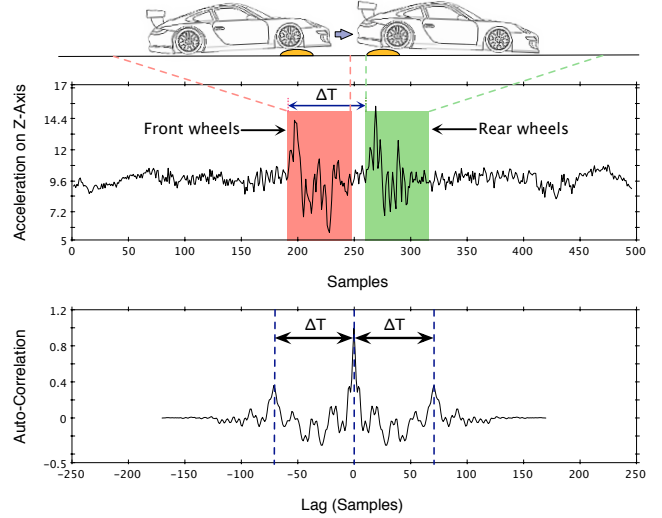 17
ΔT
14.4
Front wheels
Rear wheels
12
9.6
7.2
5
0 50 100 150 200 250 300 350 400 450 500
Acceleration on Z-Axis
Samples
1.2
ΔT ΔT
0.8
0.4
0
-0.5
-250 -200 -150 -100 -50 0 50 100 150 200 250
Auto-Correlation
Lag (Samples)